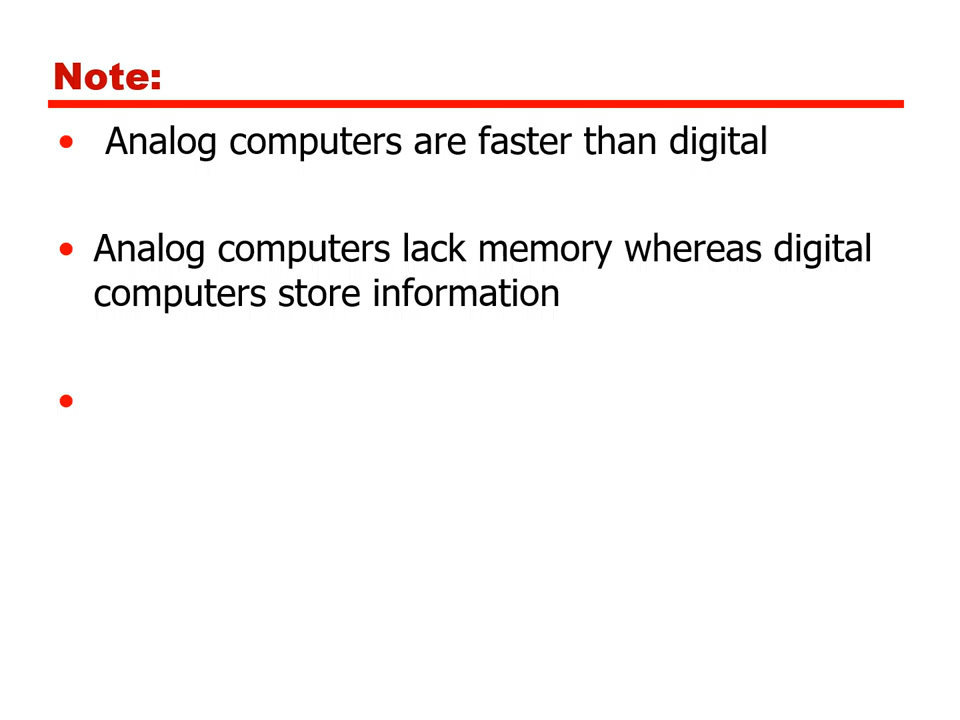 Note:
• Analog computers are faster than digital
• Analog computers lack memory whereas digital
computers store information
•